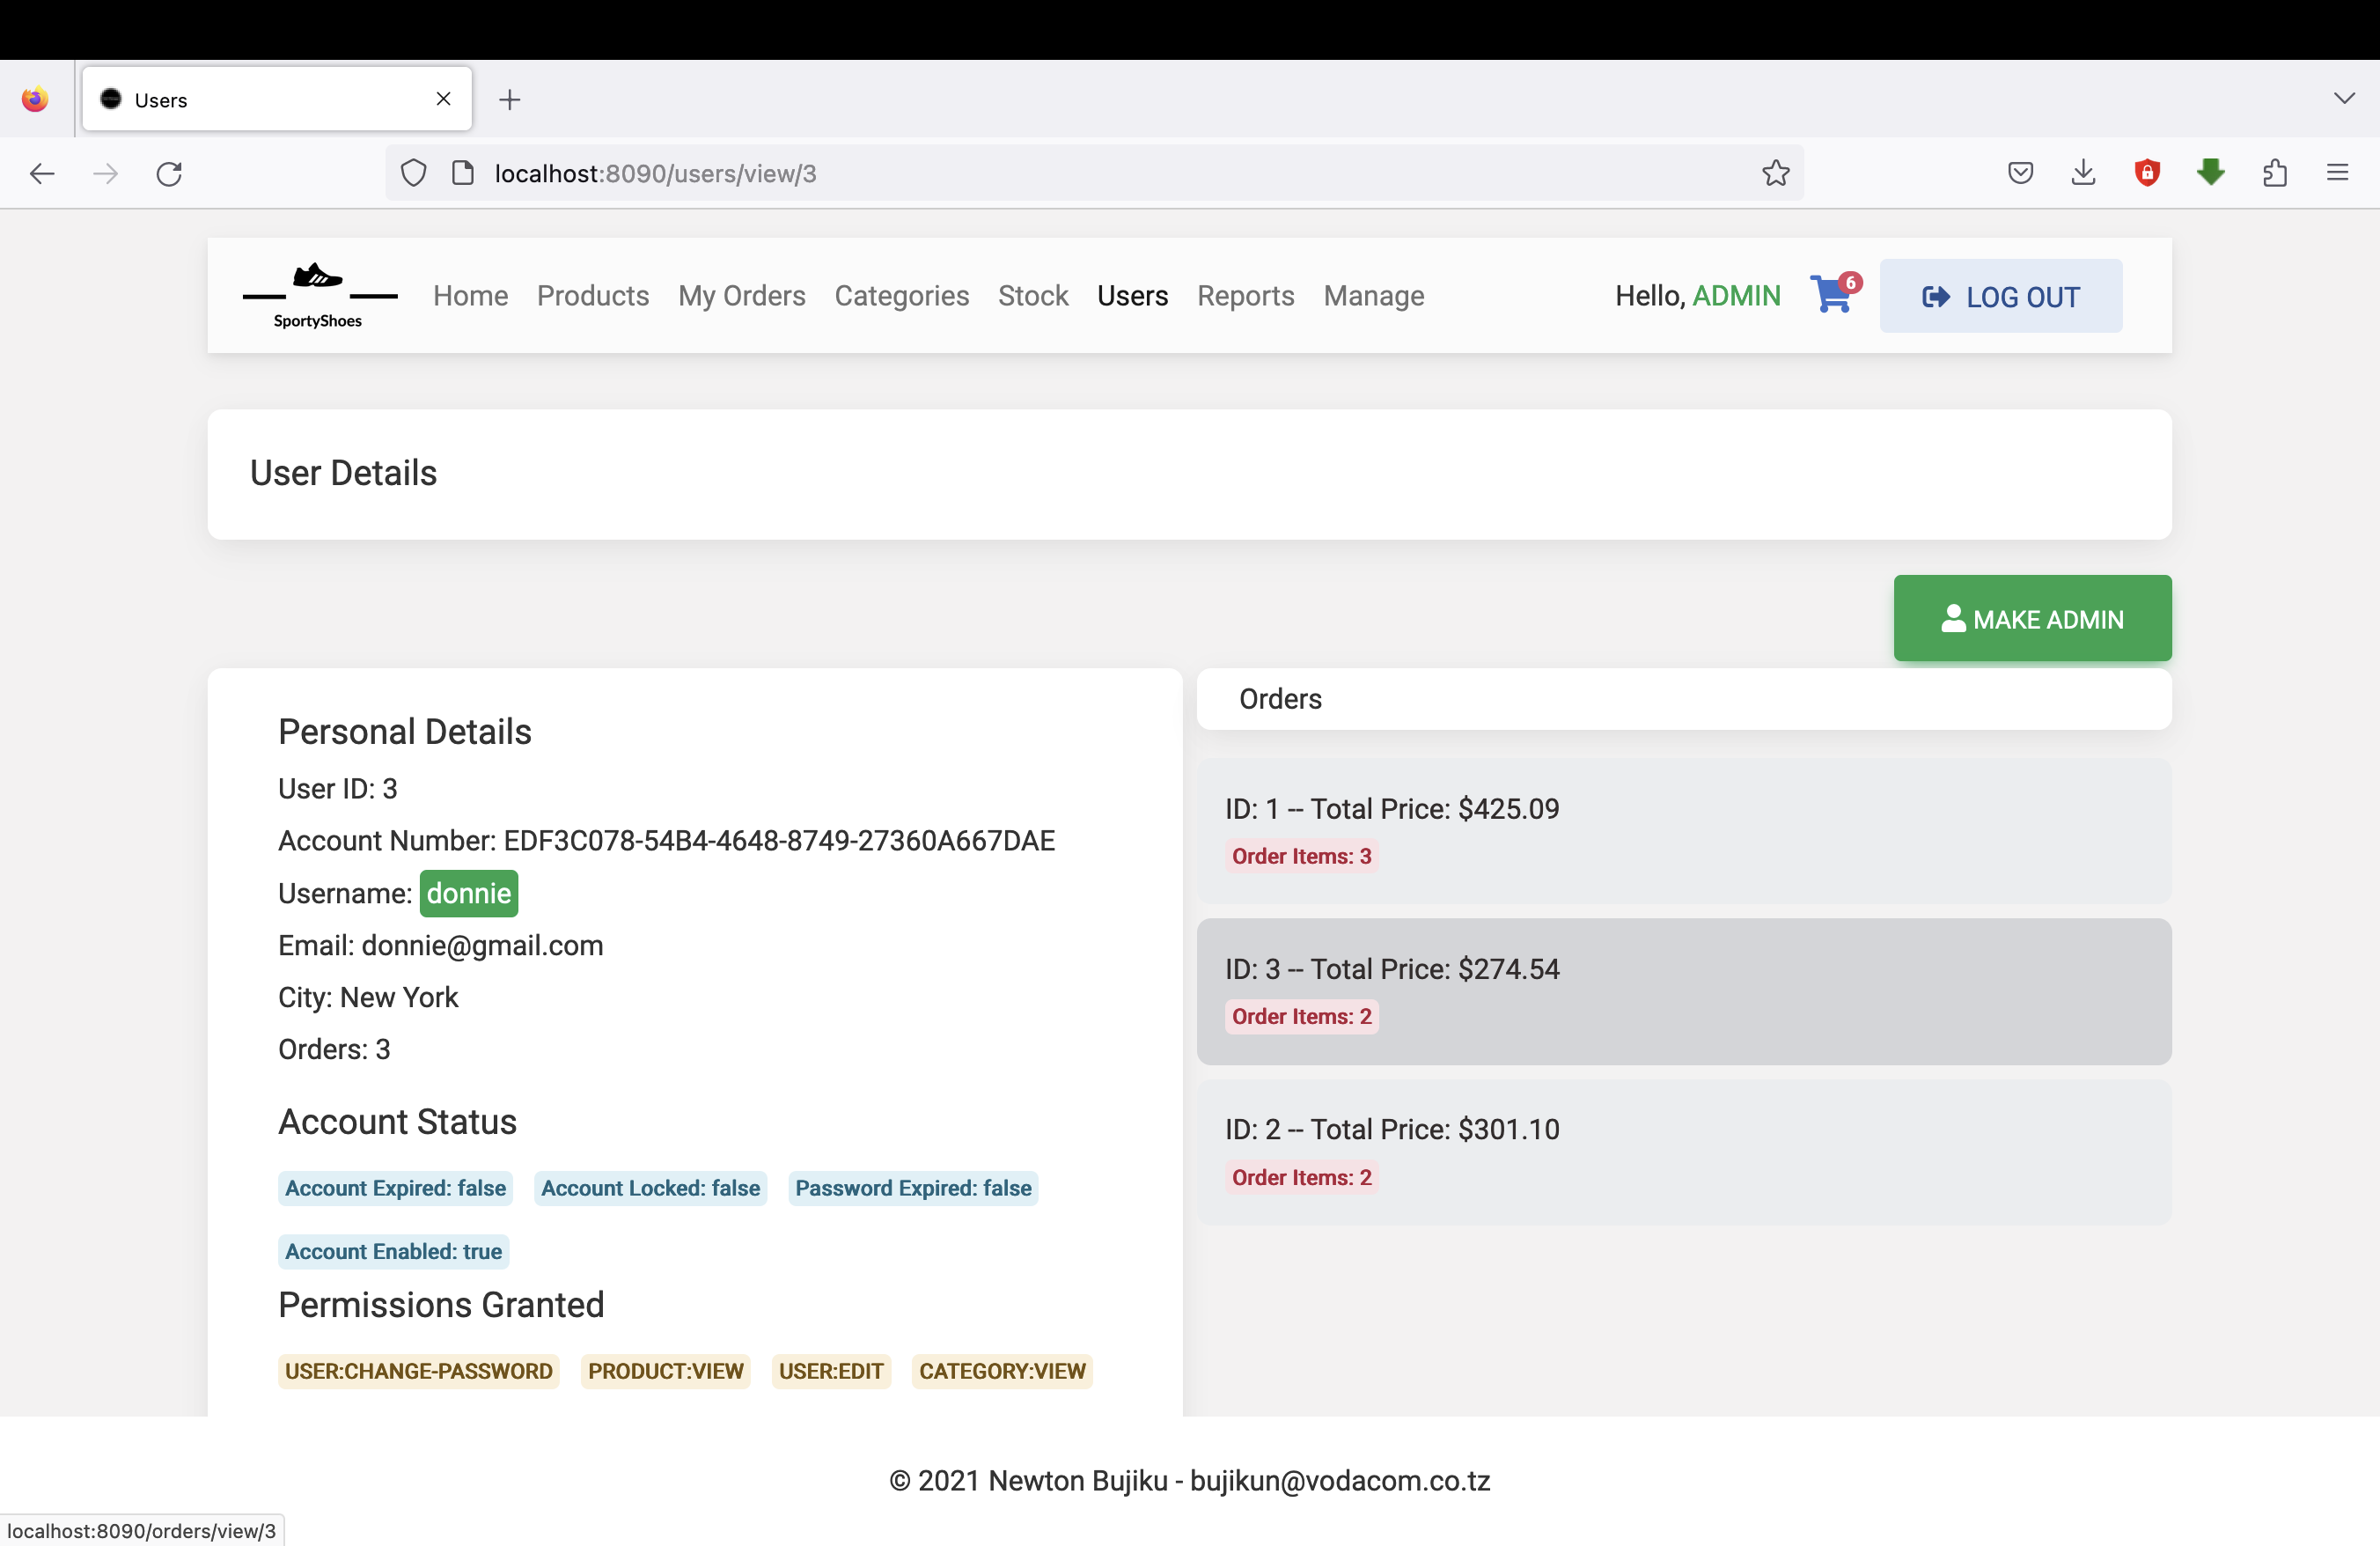 Users
localhost:8090/users/view/3
SportyShoes
Home Products My Orders Categories Stock Users Reports Manage
Hello, ADMIN 6 LOG OUT
User Details
MAKE ADMIN
Personal Details
User ID: 3
Account Number: EDF3C078-54B4-4648-8749-27360A667DAE
Username: donnie
Email: donnie@gmail.com
City: New York
Orders: 3
Account Status
Account Expired: false Account Locked: false Password Expired: false
Account Enabled: true
Permissions Granted
USER:CHANGE-PASSWORD PRODUCT:VIEW USER:EDIT CATEGORY:VIEW
Orders
ID: 1 -- Total Price: $425.09
Order Items: 3
ID: 3 -- Total Price: $274.54
Order Items: 2
ID: 2 -- Total Price: $301.10
Order Items: 2
© 2021 Newton Bujiku - bujikun@vodacom.co.tz
localhost:8090/orders/view/3